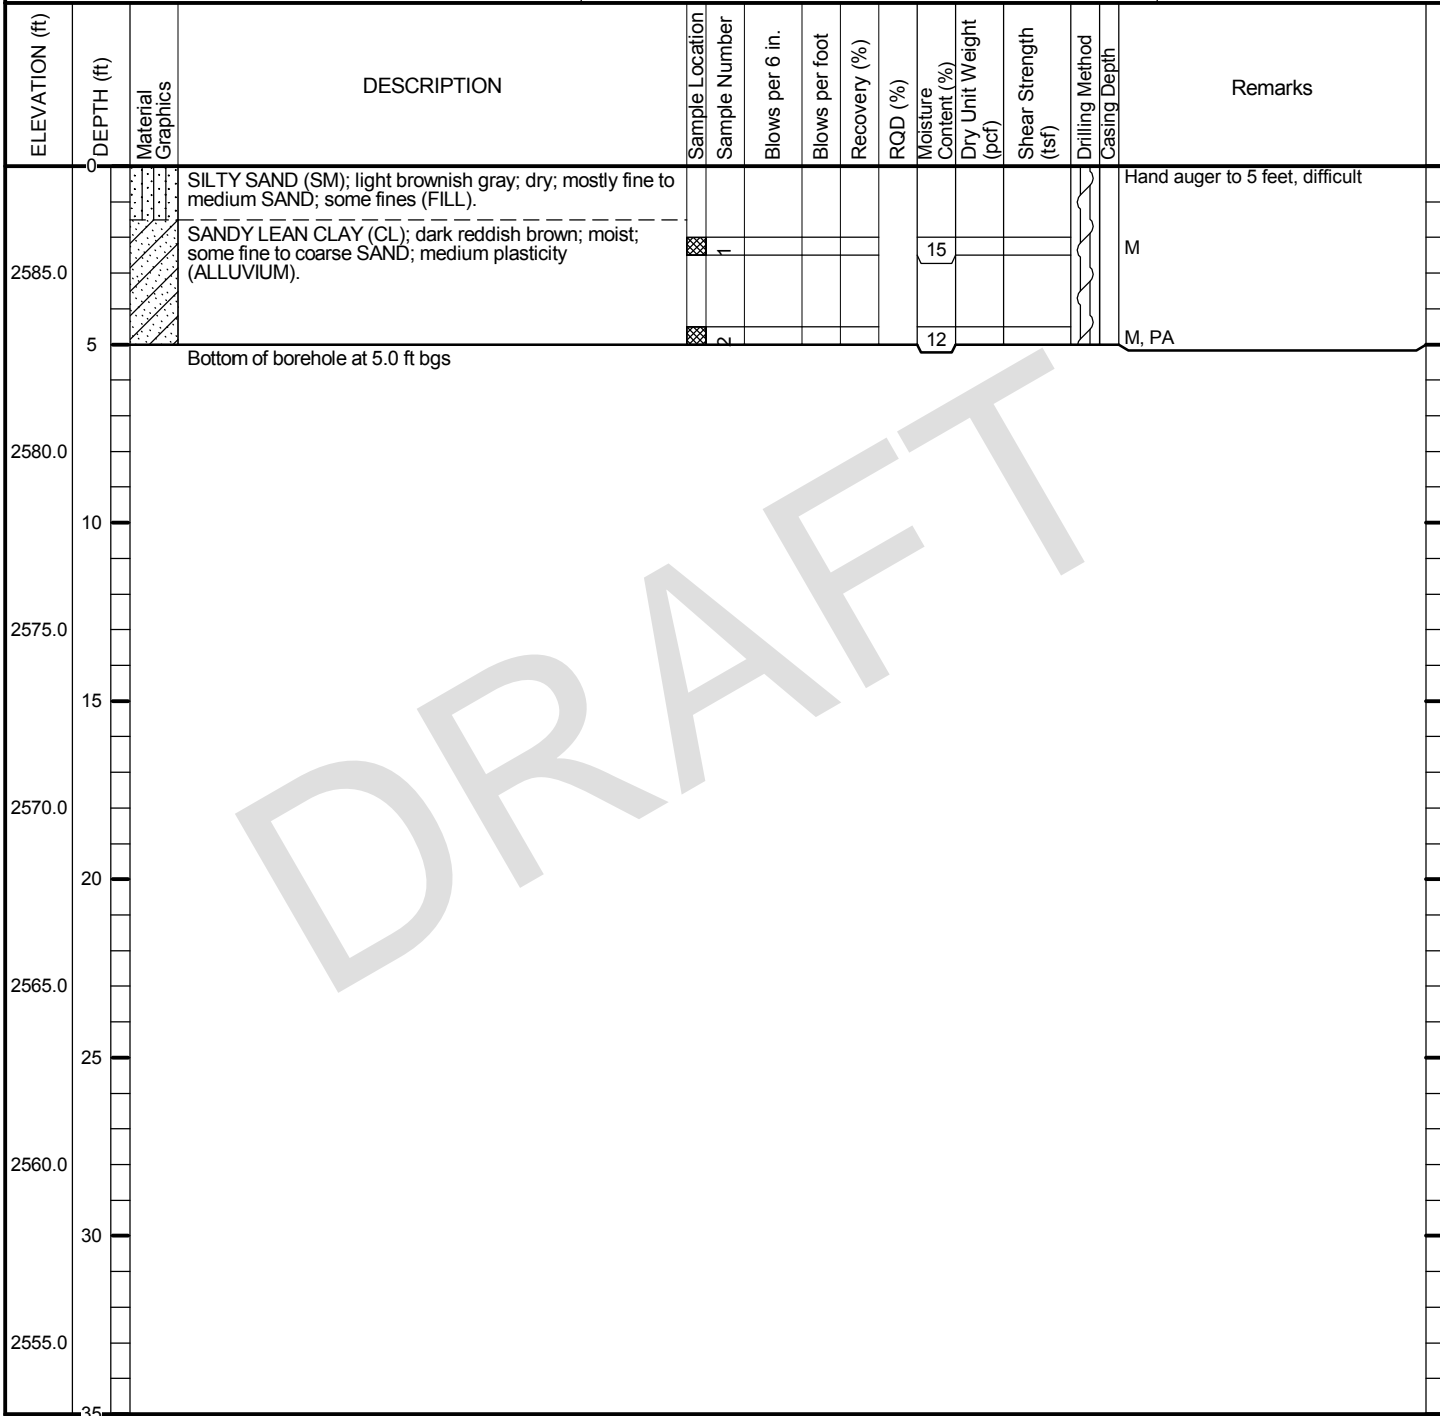 ELEVATION (ft)
DEPTH (ft)
Material
Graphics
DESCRIPTION
Sample Location
Sample Number
Blows per 6 in.
Blows per foot
Recovery (%)
RQD (%)
Moisture
Content (%)
Dry Unit Weight
(pcf)
Shear Strength
(tsf)
Drilling Method
Casing Depth
Remarks
0
SILTY SAND (SM); light brownish gray; dry; mostly fine to
medium SAND; some fines (FILL).
Hand auger to 5 feet, difficult
SANDY LEAN CLAY (CL); dark reddish brown; moist;
some fine to coarse SAND; medium plasticity
(ALLUVIUM).
1
15
M
2585.0
2
12
M, PA
5
Bottom of borehole at 5.0 ft bgs
2580.0
10
2575.0
15
2570.0
20
2565.0
25
2560.0
30
2555.0
35
DRAFT